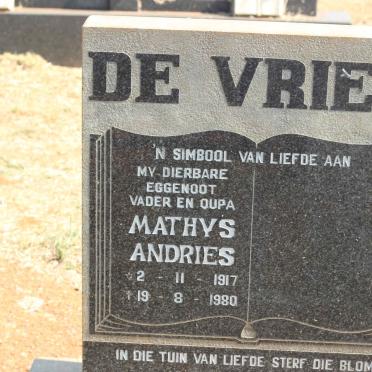 DE VRIE
'N SIMBOOL VAN LIEFDE AAN
MY DIERBARE
EGGENOOT
VADER EN OUPA
MATHYS
ANDRIES
* 2 - 11 - 1917
† 19 - 8 - 1980
IN DIE TUIN VAN LIEFDE STERF DIE BLOM